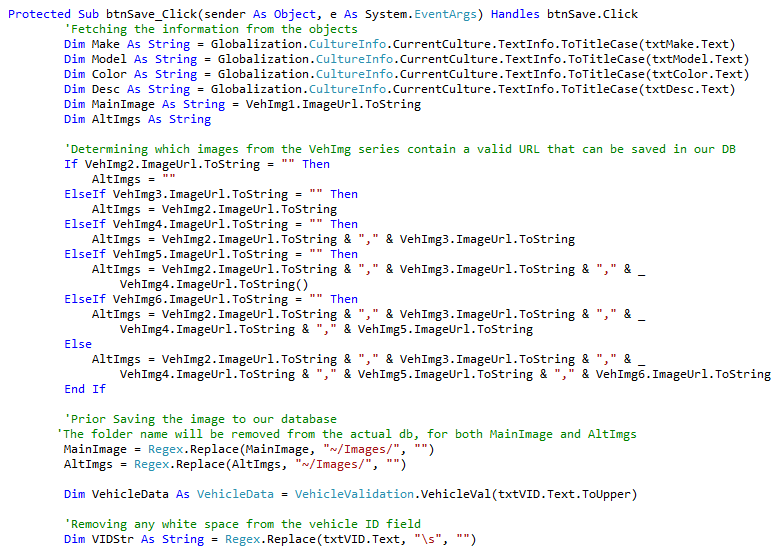 Protected Sub btnSave_Click(sender As Object, e As System.EventArgs) Handles btnSave.Click
'Fetching the information from the objects
Dim Make As String = Globalization.CultureInfo.CurrentCulture.TextInfo.ToTitleCase(txtMake.Text)
Dim Model As String = Globalization.CultureInfo.CurrentCulture.TextInfo.ToTitleCase(txtModel.Text)
Dim Color As String = Globalization.CultureInfo.CurrentCulture.TextInfo.ToTitleCase(txtColor.Text)
Dim Desc As String = Globalization.CultureInfo.CurrentCulture.TextInfo.ToTitleCase(txtDesc.Text)
Dim MainImage As String = VehImg1.ImageUrl.ToString
Dim AltImgs As String
'Determining which images from the VehImg series contain a valid URL that can be saved in our DB
If VehImg2.ImageUrl.ToString = "" Then
AltImgs = ""
ElseIf VehImg3.ImageUrl.ToString = "" Then
AltImgs = VehImg2.ImageUrl.ToString
ElseIf VehImg4.ImageUrl.ToString = "" Then
AltImgs = VehImg2.ImageUrl.ToString & "," & VehImg3.ImageUrl.ToString
ElseIf VehImg5.ImageUrl.ToString = "" Then
AltImgs = VehImg2.ImageUrl.ToString & "," & VehImg3.ImageUrl.ToString & "," & _
VehImg4.ImageUrl.ToString()
ElseIf VehImg6.ImageUrl.ToString = "" Then
AltImgs = VehImg2.ImageUrl.ToString & "," & VehImg3.ImageUrl.ToString & "," & _
VehImg4.ImageUrl.ToString & "," & VehImg5.ImageUrl.ToString
Else
AltImgs = VehImg2.ImageUrl.ToString & "," & VehImg3.ImageUrl.ToString & "," & _
VehImg4.ImageUrl.ToString & "," & VehImg5.ImageUrl.ToString & "," & VehImg6.ImageUrl.ToString
End If
'Prior Saving the image to our database
'The folder name will be removed from the actual db, for both MainImage and AltImgs
MainImage = Regex.Replace(MainImage, "~/Images/", "")
AltImgs = Regex.Replace(AltImgs, "~/Images/", "")
Dim VehicleData As VehicleData = VehicleValidation.VehicleVal(txtVID.Text.ToUpper)
'Removing any white space from the vehicle ID field
Dim VIDStr As String = Regex.Replace(txtVID.Text, "\s", "")